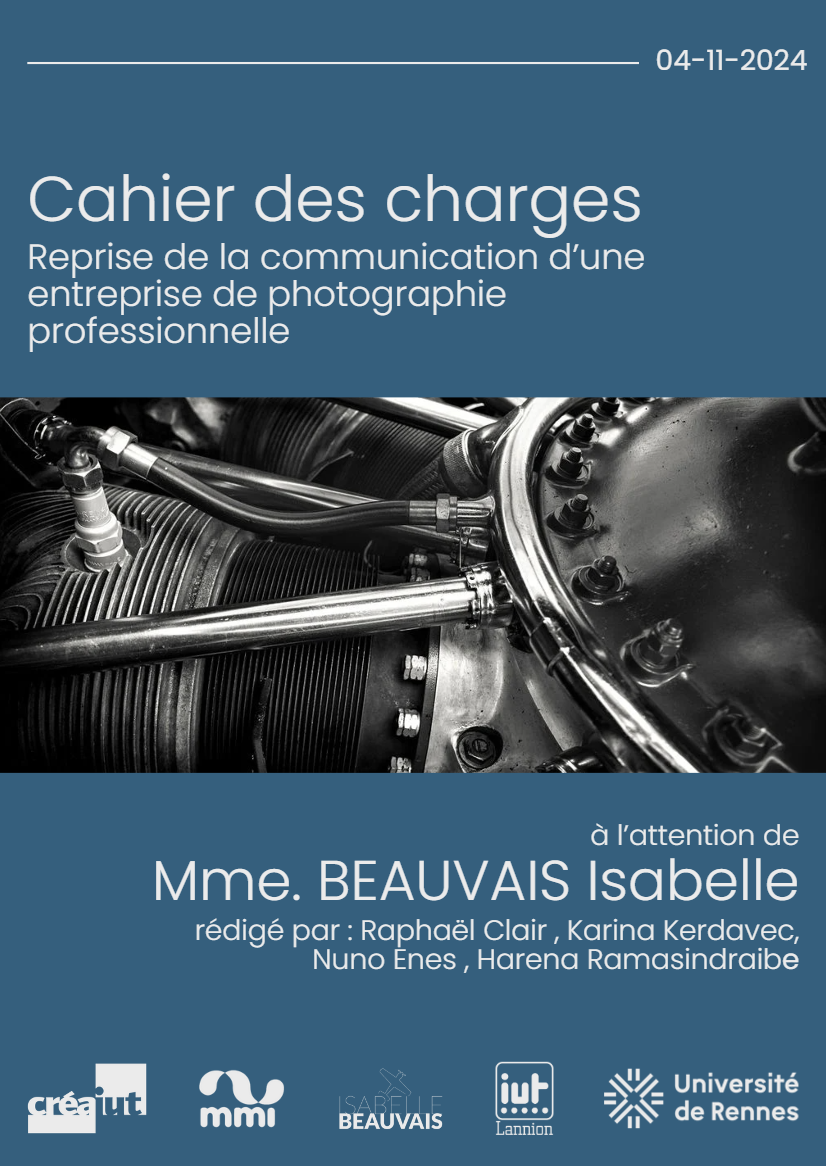 04-11-2024
Cahier des charges
Reprise de la communication d’une
entreprise de photographie
professionnelle
à l’attention de
Mme. BEAUVAIS Isabelle
rédigé par : Raphaël Clair , Karina Kerdavec,
Nuno Enes , Harena Ramasindraibe
créaiut
mmi
ISABELLE
BEAUVAIS
iut
Lannion
Université
de Rennes